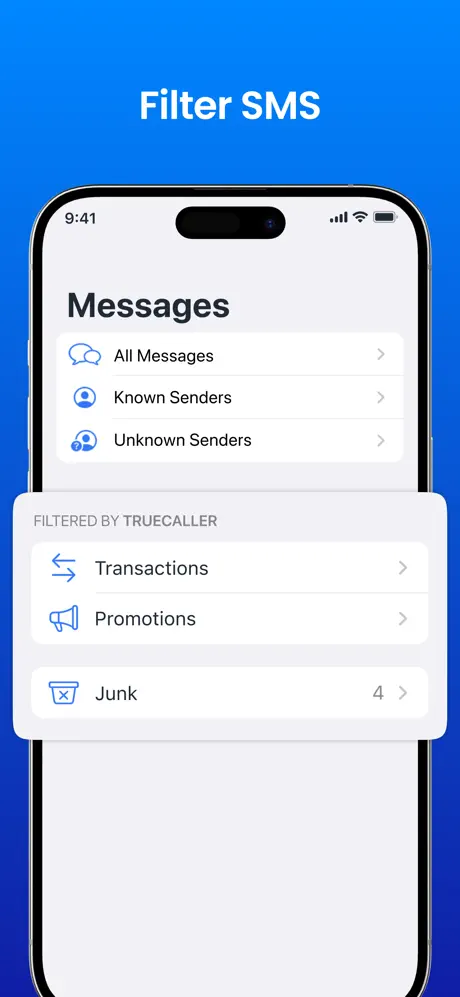 Filter SMS
9:41
Messages
All Messages
Known Senders
Unknown Senders
FILTERED BY TRUECALLER
Transactions
Promotions
Junk 4